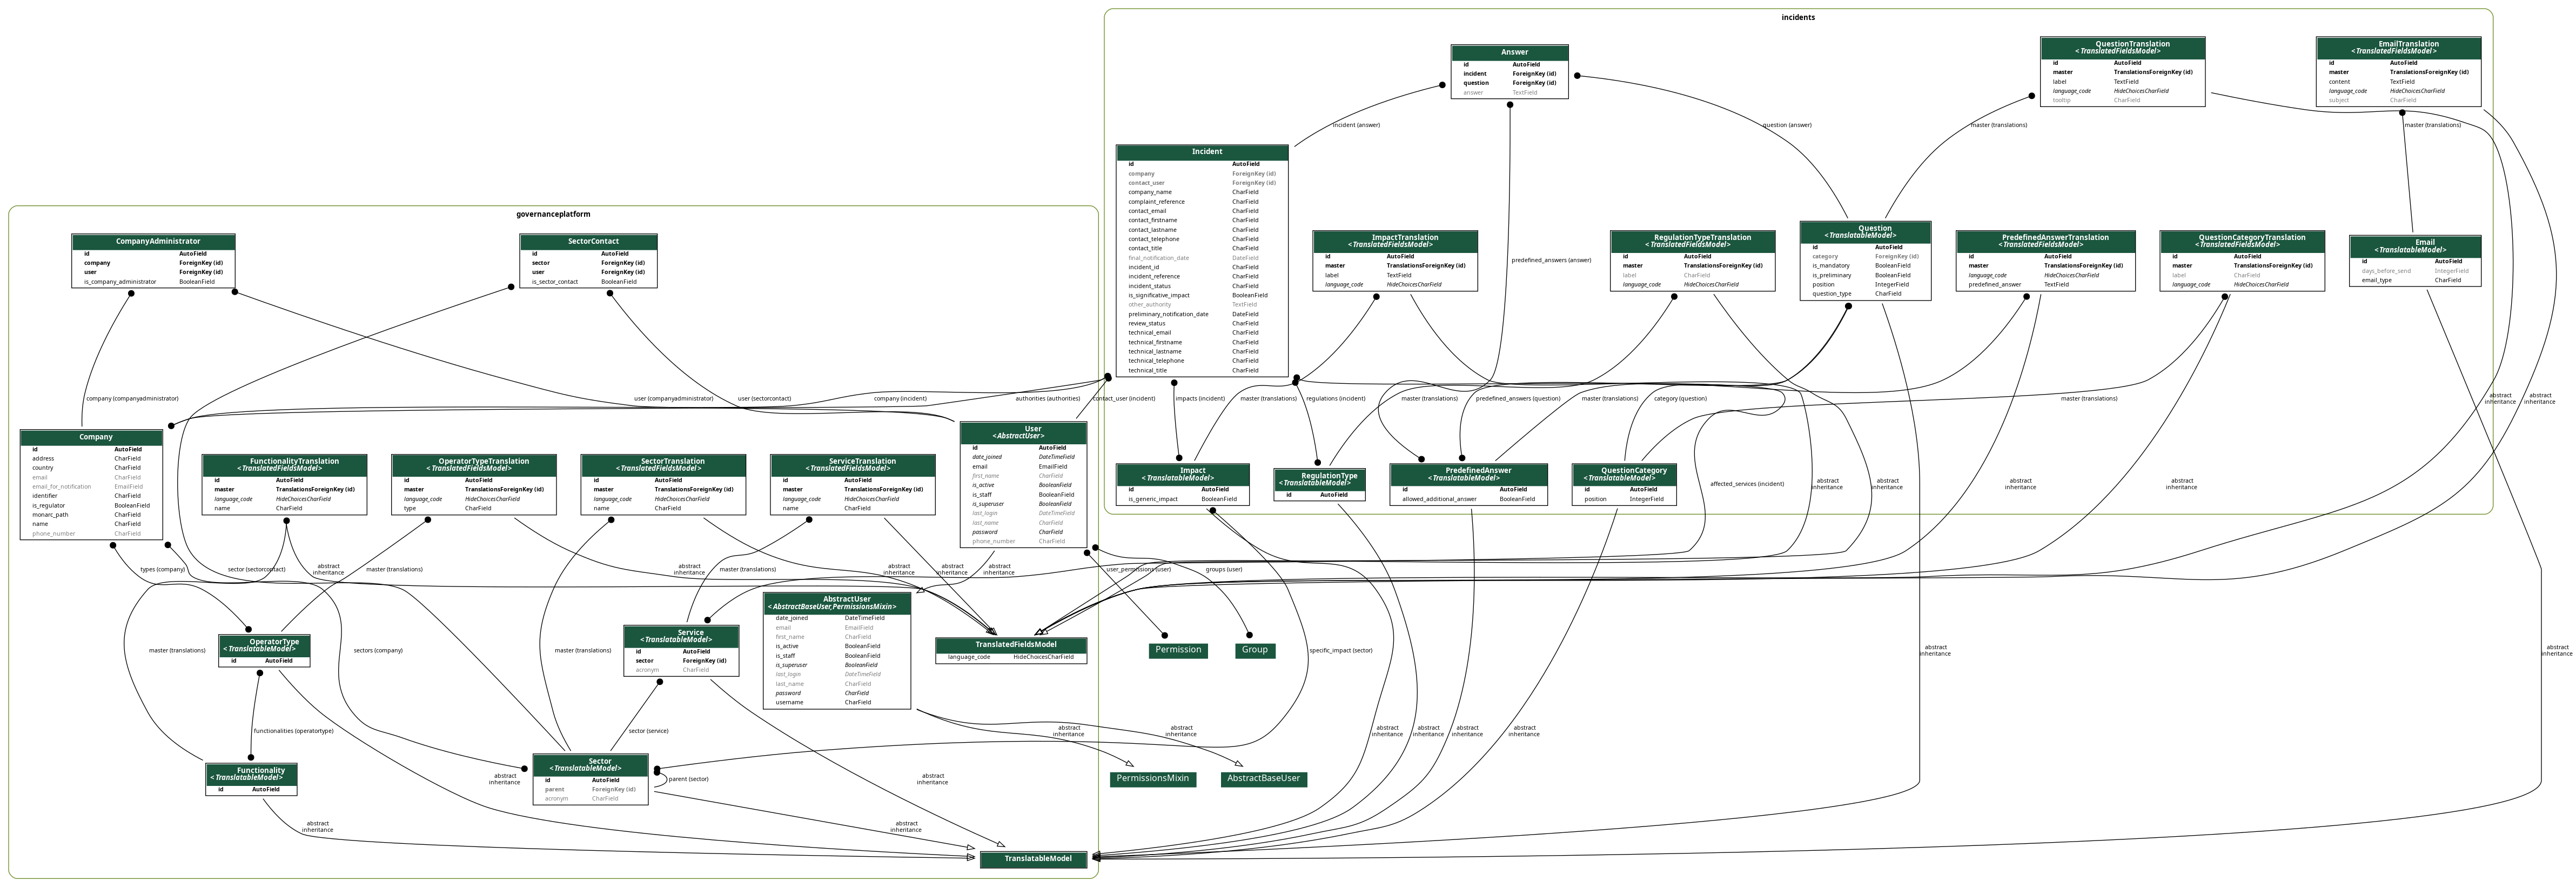 incidents
Answer
id AutoField
incident ForeignKey (id)
question ForeignKey (id)
answer TextField
QuestionTranslation
<TranslatedFieldsModel>
id AutoField
master TranslationsForeignKey (id)
label TextField
language_code HideChoicesCharField
tooltip CharField
EmailTranslation
<TranslatedFieldsModel>
id AutoField
master TranslationsForeignKey (id)
content TextField
language_code HideChoicesCharField
subject CharField
incident (answer)
question (answer)
master (translations)
master (translations)
Incident
id AutoField
company ForeignKey (id)
contact_user ForeignKey (id)
company_name CharField
complaint_reference CharField
contact_email CharField
contact_firstname CharField
contact_lastname CharField
contact_telephone CharField
contact_title CharField
final_notification_date DateField
incident_id CharField
incident_reference CharField
incident_status CharField
is_significative_impact BooleanField
other_authority TextField
preliminary_notification_date DateField
review_status CharField
technical_email CharField
technical_firstname CharField
technical_lastname CharField
technical_telephone CharField
technical_title CharField
ImpactTranslation
<TranslatedFieldsModel>
id AutoField
master TranslationsForeignKey (id)
label TextField
language_code HideChoicesCharField
predefined_answers (answer)
RegulationTypeTranslation
<TranslatedFieldsModel>
id AutoField
master TranslationsForeignKey (id)
label CharField
language_code HideChoicesCharField
Question
<TranslatableModel>
id AutoField
category ForeignKey (id)
is_mandatory BooleanField
is_preliminary BooleanField
position IntegerField
question_type CharField
PredefinedAnswerTranslation
<TranslatedFieldsModel>
id AutoField
master TranslationsForeignKey (id)
language_code HideChoicesCharField
predefined_answer TextField
QuestionCategoryTranslation
<TranslatedFieldsModel>
id AutoField
master TranslationsForeignKey (id)
label CharField
language_code HideChoicesCharField
Email
<TranslatableModel>
id AutoField
days_before_send IntegerField
email_type CharField
governanceplatform
CompanyAdministrator
id AutoField
company ForeignKey (id)
user ForeignKey (id)
is_company_administrator BooleanField
SectorContact
id AutoField
sector ForeignKey (id)
user ForeignKey (id)
is_sector_contact BooleanField
company (companyadministrator)
user (companyadministrator)
user (sectorcontact)
company (incident)
authorities (authorities)
contact_user (incident)
impacts (incident)
master (translations)
regulations (incident)
master (translations)
predefined_answers (question)
master (translations)
category (question)
master (translations)
abstract
inheritance
abstract
inheritance
Company
id AutoField
address CharField
country CharField
email CharField
email_for_notification EmailField
identifier CharField
is_regulator BooleanField
monarc_path CharField
name CharField
phone_number CharField
FunctionalityTranslation
<TranslatedFieldsModel>
id AutoField
master TranslationsForeignKey (id)
language_code HideChoicesCharField
name CharField
OperatorTypeTranslation
<TranslatedFieldsModel>
id AutoField
master TranslationsForeignKey (id)
language_code HideChoicesCharField
type CharField
SectorTranslation
<TranslatedFieldsModel>
id AutoField
master TranslationsForeignKey (id)
language_code HideChoicesCharField
name CharField
ServiceTranslation
<TranslatedFieldsModel>
id AutoField
master TranslationsForeignKey (id)
language_code HideChoicesCharField
name CharField
User
<AbstractUser>
id AutoField
date_joined DateTimeField
email EmailField
first_name CharField
is_active BooleanField
is_staff BooleanField
is_superuser BooleanField
last_login DateTimeField
last_name CharField
password CharField
phone_number CharField
Impact
<TranslatableModel>
id AutoField
is_generic_impact BooleanField
RegulationType
<TranslatableModel>
id AutoField
PredefinedAnswer
<TranslatableModel>
id AutoField
allowed_additional_answer BooleanField
QuestionCategory
<TranslatableModel>
id AutoField
position IntegerField
affected_services (incident)
abstract
inheritance
abstract
inheritance
abstract
inheritance
abstract
inheritance
types (company)
sector (sectorcontact)
abstract
inheritance
master (translations)
abstract
inheritance
master (translations)
abstract
inheritance
abstract
inheritance
abstract
inheritance
user_permissions (user)
groups (user)
AbstractUser
<AbstractBaseUser,PermissionsMixin>
date_joined DateTimeField
email EmailField
first_name CharField
is_active BooleanField
is_staff BooleanField
is_superuser BooleanField
last_login DateTimeField
last_name CharField
password CharField
username CharField
TranslatedFieldsModel
language_code HideChoicesCharField
OperatorType
<TranslatableModel>
id AutoField
Service
<TranslatableModel>
id AutoField
sector ForeignKey (id)
acronym CharField
Permission
Group
master (translations)
sectors (company)
master (translations)
specific_impact (sector)
abstract
inheritance
abstract
inheritance
functionalities (operatortype)
sector (service)
abstract
inheritance
abstract
inheritance
abstract
inheritance
abstract
inheritance
abstract
inheritance
abstract
inheritance
Functionality
<TranslatableModel>
id AutoField
abstract
inheritance
Sector
<TranslatableModel>
id AutoField
parent ForeignKey (id)
acronym CharField
parent (sector)
abstract
inheritance
PermissionsMixin
AbstractBaseUser
abstract
inheritance
abstract
inheritance
TranslatableModel